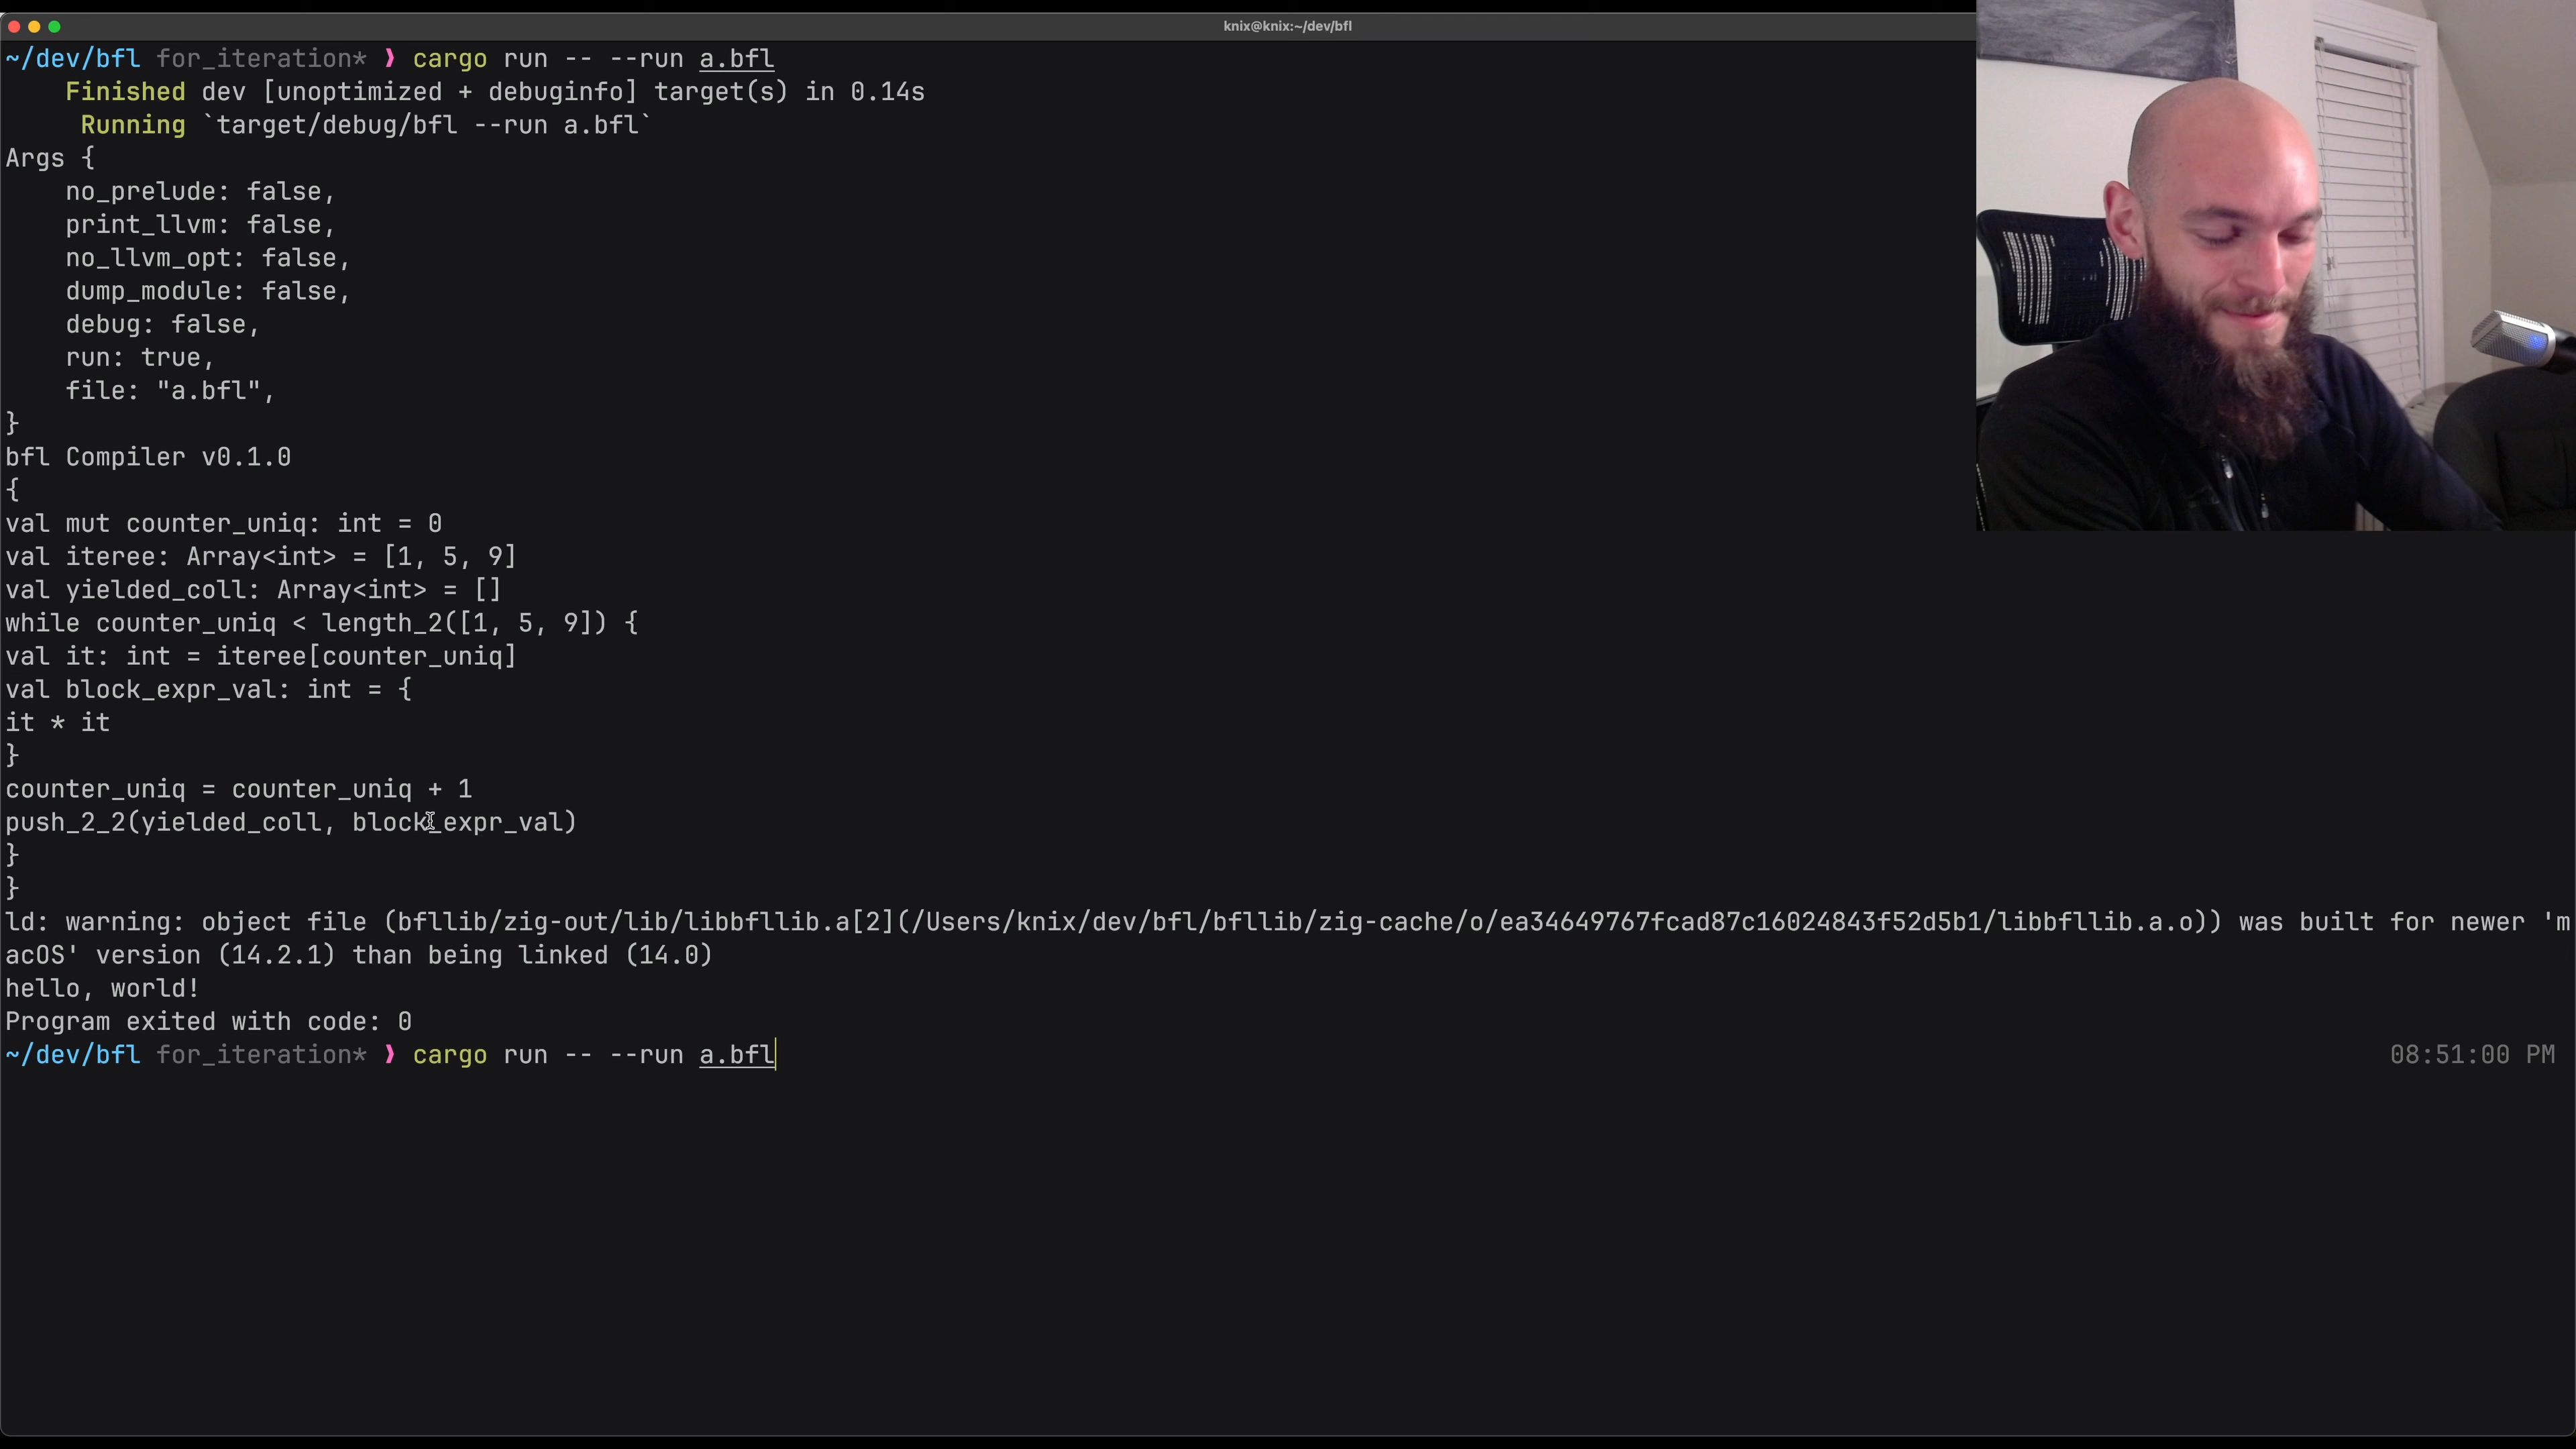 knix@knix:~/dev/bfl
~/dev/bfl for_iteration* ❯ cargo run -- --run a.bfl
    Finished dev [unoptimized + debuginfo] target(s) in 0.14s
     Running `target/debug/bfl --run a.bfl`
Args {
    no_prelude: false,
    print_llvm: false,
    no_llvm_opt: false,
    dump_module: false,
    debug: false,
    run: true,
    file: "a.bfl",
}
bfl Compiler v0.1.0
{
val mut counter_uniq: int = 0
val iteree: Array<int> = [1, 5, 9]
val yielded_coll: Array<int> = []
while counter_uniq < length_2([1, 5, 9]) {
val it: int = iteree[counter_uniq]
val block_expr_val: int = {
it * it
}
counter_uniq = counter_uniq + 1
push_2_2(yielded_coll, block_expr_val)
}
}
ld: warning: object file (bfllib/zig-out/lib/libbfllib.a[2](/Users/knix/dev/bfl/bfllib/zig-cache/o/ea34649767fcad87c16024843f52d5b1/libbfllib.a.o)) was built for newer 'm
acOS' version (14.2.1) than being linked (14.0)
hello, world!
Program exited with code: 0
~/dev/bfl for_iteration* ❯ cargo run -- --run a.bfl 08:51:00 PM